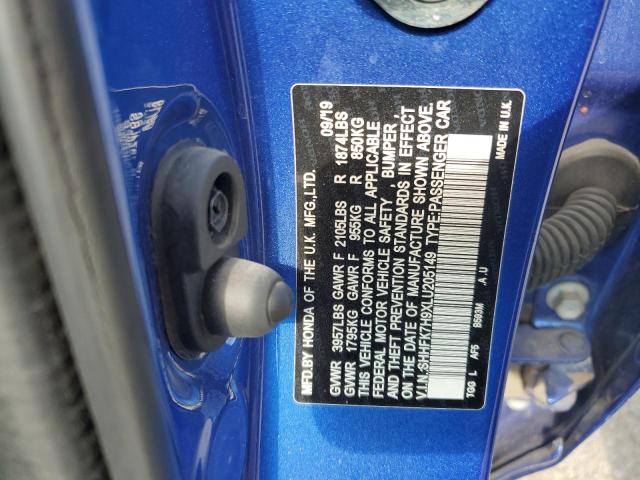 MFD.BY HONDA OF THE U.K. MFG.,LTD. 09/19
GVWR 3957LBS GAWR F 2105LBS R 1874LBS
GVWR 1795KG GAWR F 955KG R 850KG
THIS VEHICLE CONFORMS TO ALL APPLICABLE
FEDERAL MOTOR VEHICLE SAFETY , BUMPER ,
AND THEFT PREVENTION STANDARDS IN EFFECT,
ON THE DATE OF MANUFACTURE SHOWN ABOVE.
V.I.N.:SHHFK7H9XLU205149 TYPE:PASSENGER CAR
TGG L AF5 B593M .A .U MADE IN U.K.